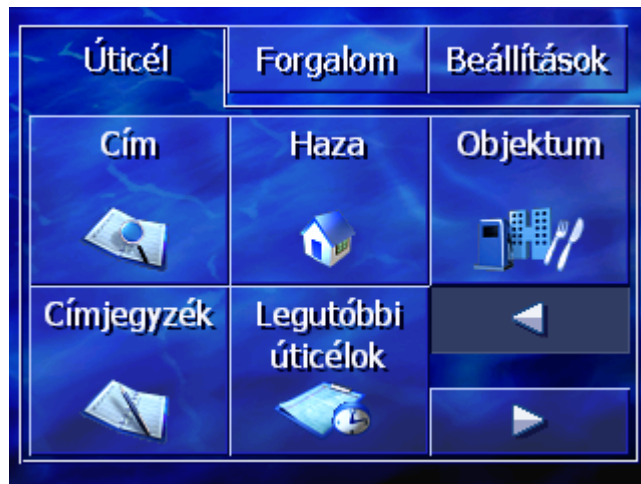 Úticél
Forgalom
Beállítások
Cím
Haza
Objektum
Címjegyzék
Legutóbbi
úticélok